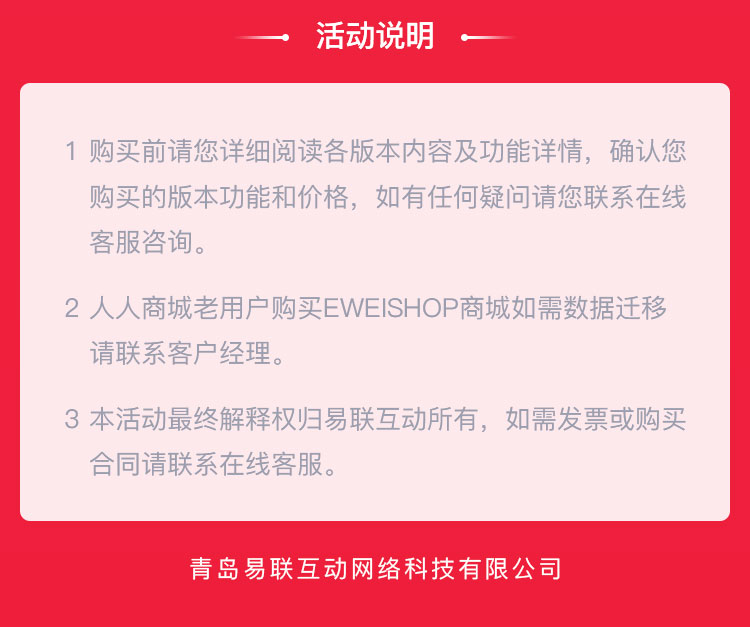 活动说明
1 购买前请您详细阅读各版本内容及功能详情，确认您
购买的版本功能和价格，如有任何疑问请您联系在线
客服咨询。
2 人人商城老用户购买EWEISHOP商城如需数据迁移
请联系客户经理。
3 本活动最终解释权归易联互动所有，如需发票或购买
合同请联系在线客服。
青岛易联互动网络科技有限公司